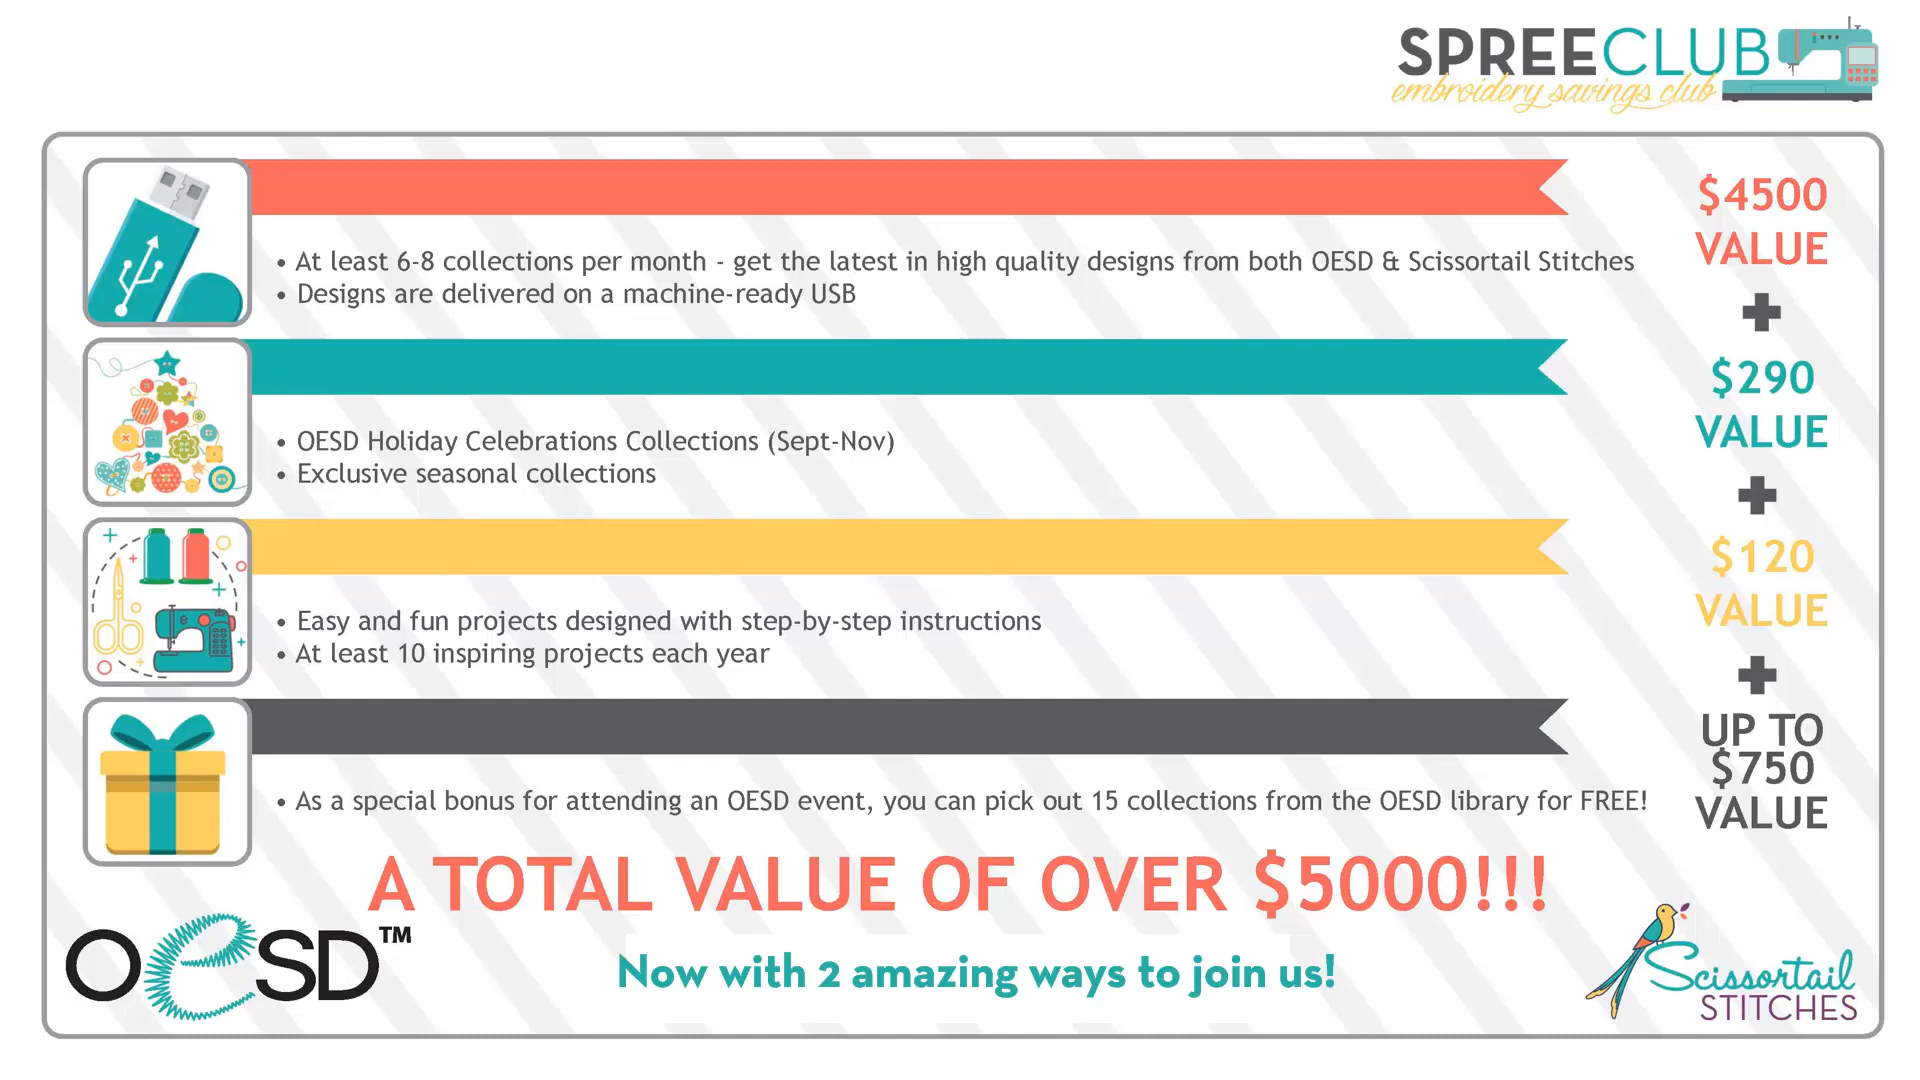 SPREECLUB
embroidery savings club
$4500
VALUE
• At least 6-8 collections per month - get the latest in high quality designs from both OESD & Scissortail Stitches
• Designs are delivered on a machine-ready USB
$290
VALUE
• OESD Holiday Celebrations Collections (Sept-Nov)
• Exclusive seasonal collections
$120
VALUE
• Easy and fun projects designed with step-by-step instructions
• At least 10 inspiring projects each year
UP TO
$750
VALUE
• As a special bonus for attending an OESD event, you can pick out 15 collections from the OESD library for FREE!
A TOTAL VALUE OF OVER $5000!!!
OeSD™
Now with 2 amazing ways to join us!
Scissortail
STITCHES